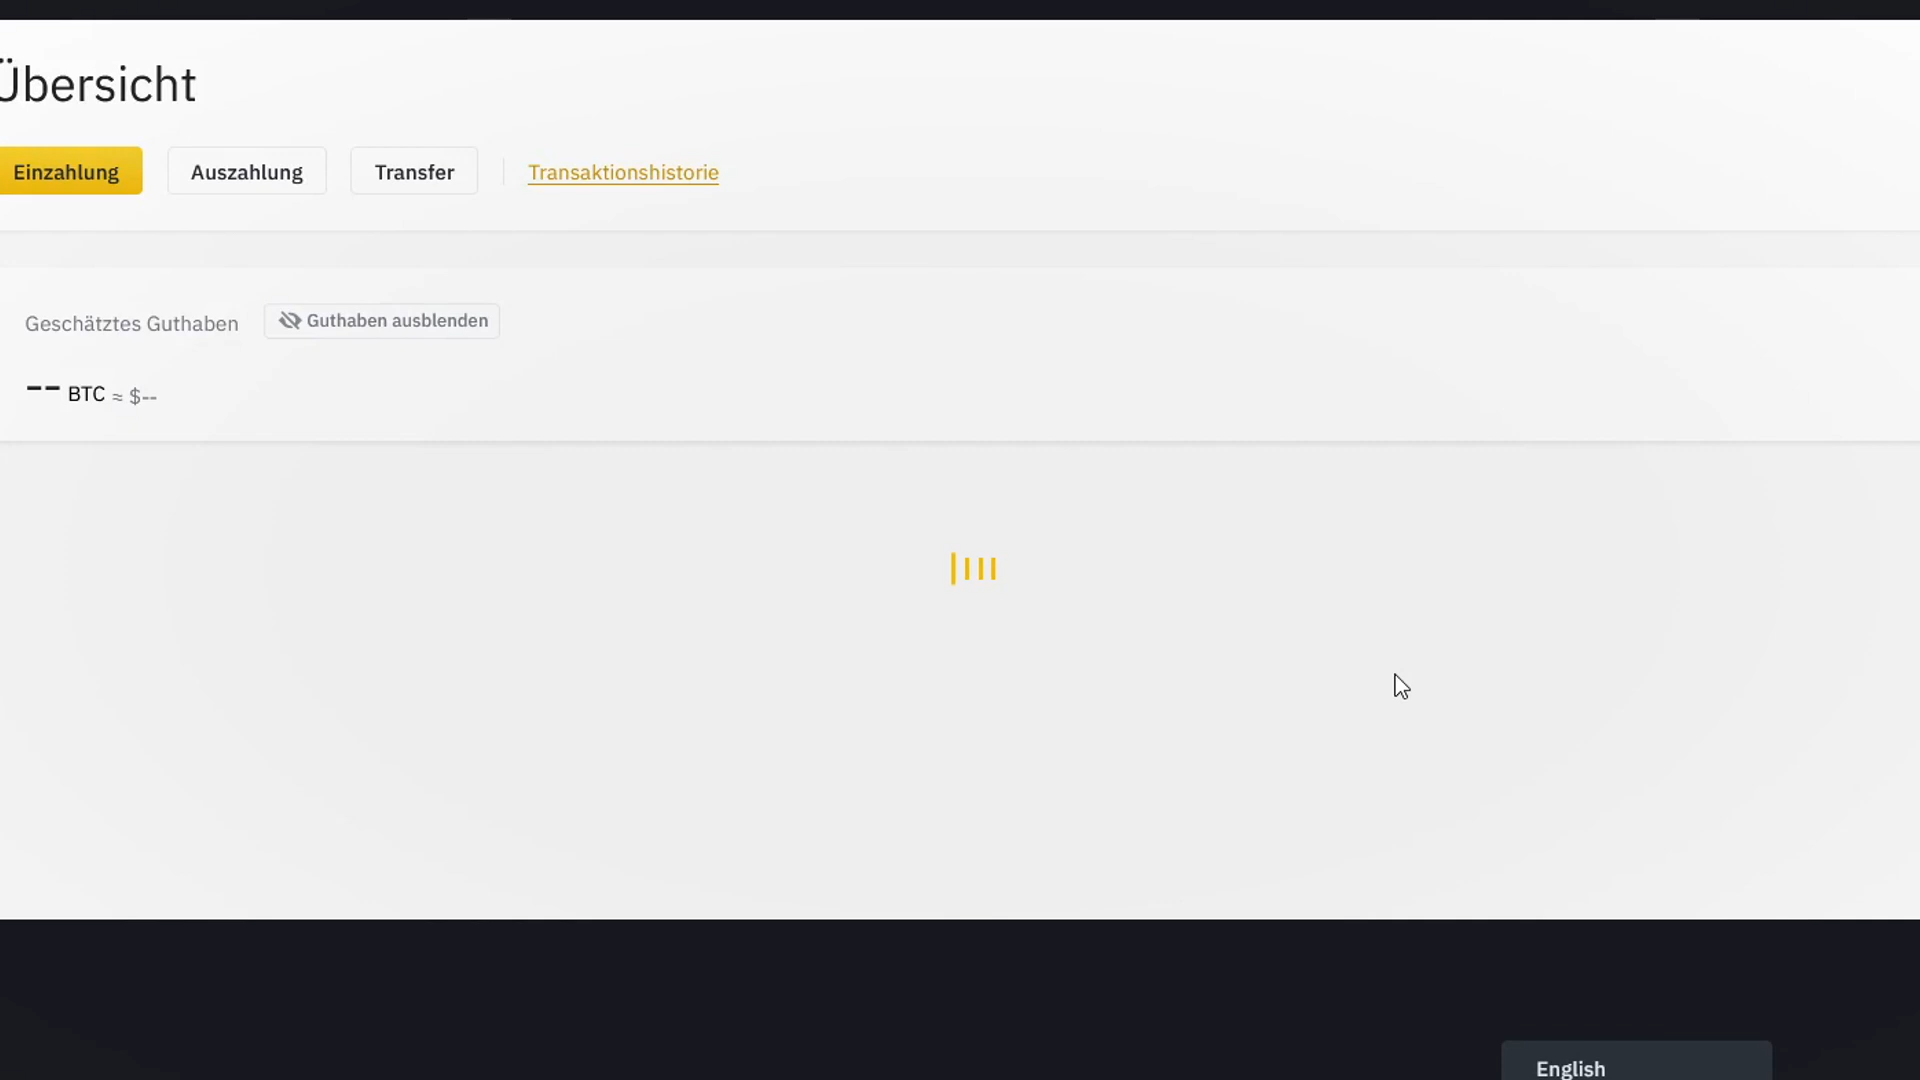 Übersicht
Einzahlung Auszahlung Transfer Transaktionshistorie
Geschätztes Guthaben Guthaben ausblenden
-- BTC ≈ $--
English